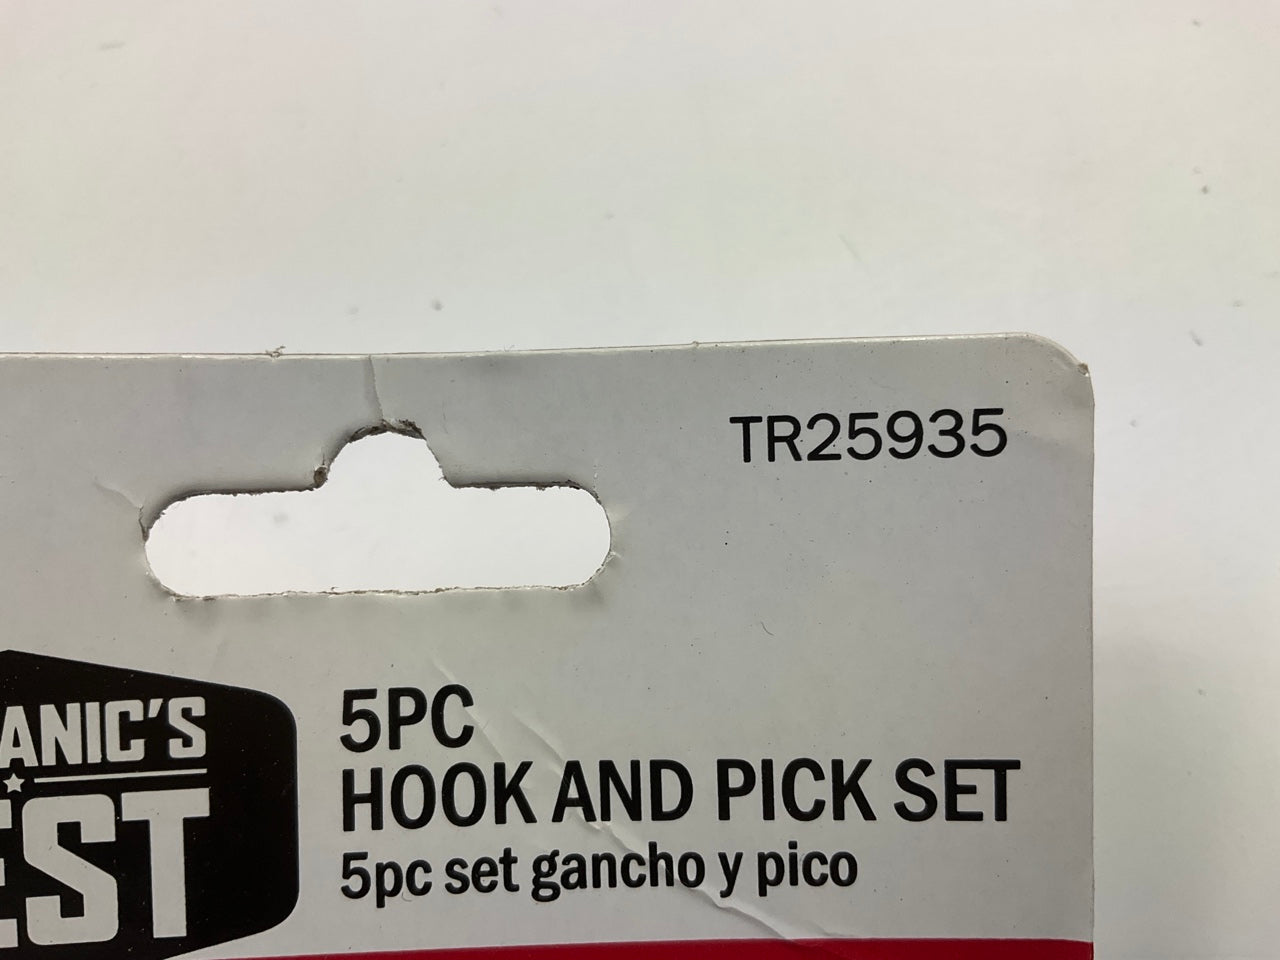 TR25935
ANIC'S
EST
5PC
HOOK AND PICK SET
5pc set gancho y pico